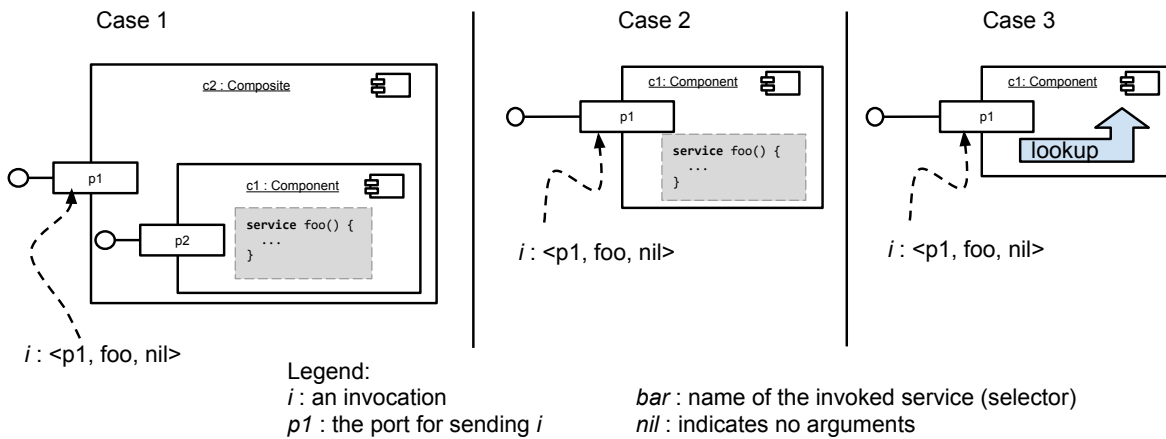 Case 1
c2 : Composite
p1
c1 : Component
p2
service foo() {
...
}
i : <p1, foo, nil>
Case 2
c1: Component
p1
service foo() {
...
}
i : <p1, foo, nil>
Case 3
c1: Component
p1
lookup
i : <p1, foo, nil>
Legend:
i : an invocation
p1 : the port for sending i
bar : name of the invoked service (selector)
nil : indicates no arguments